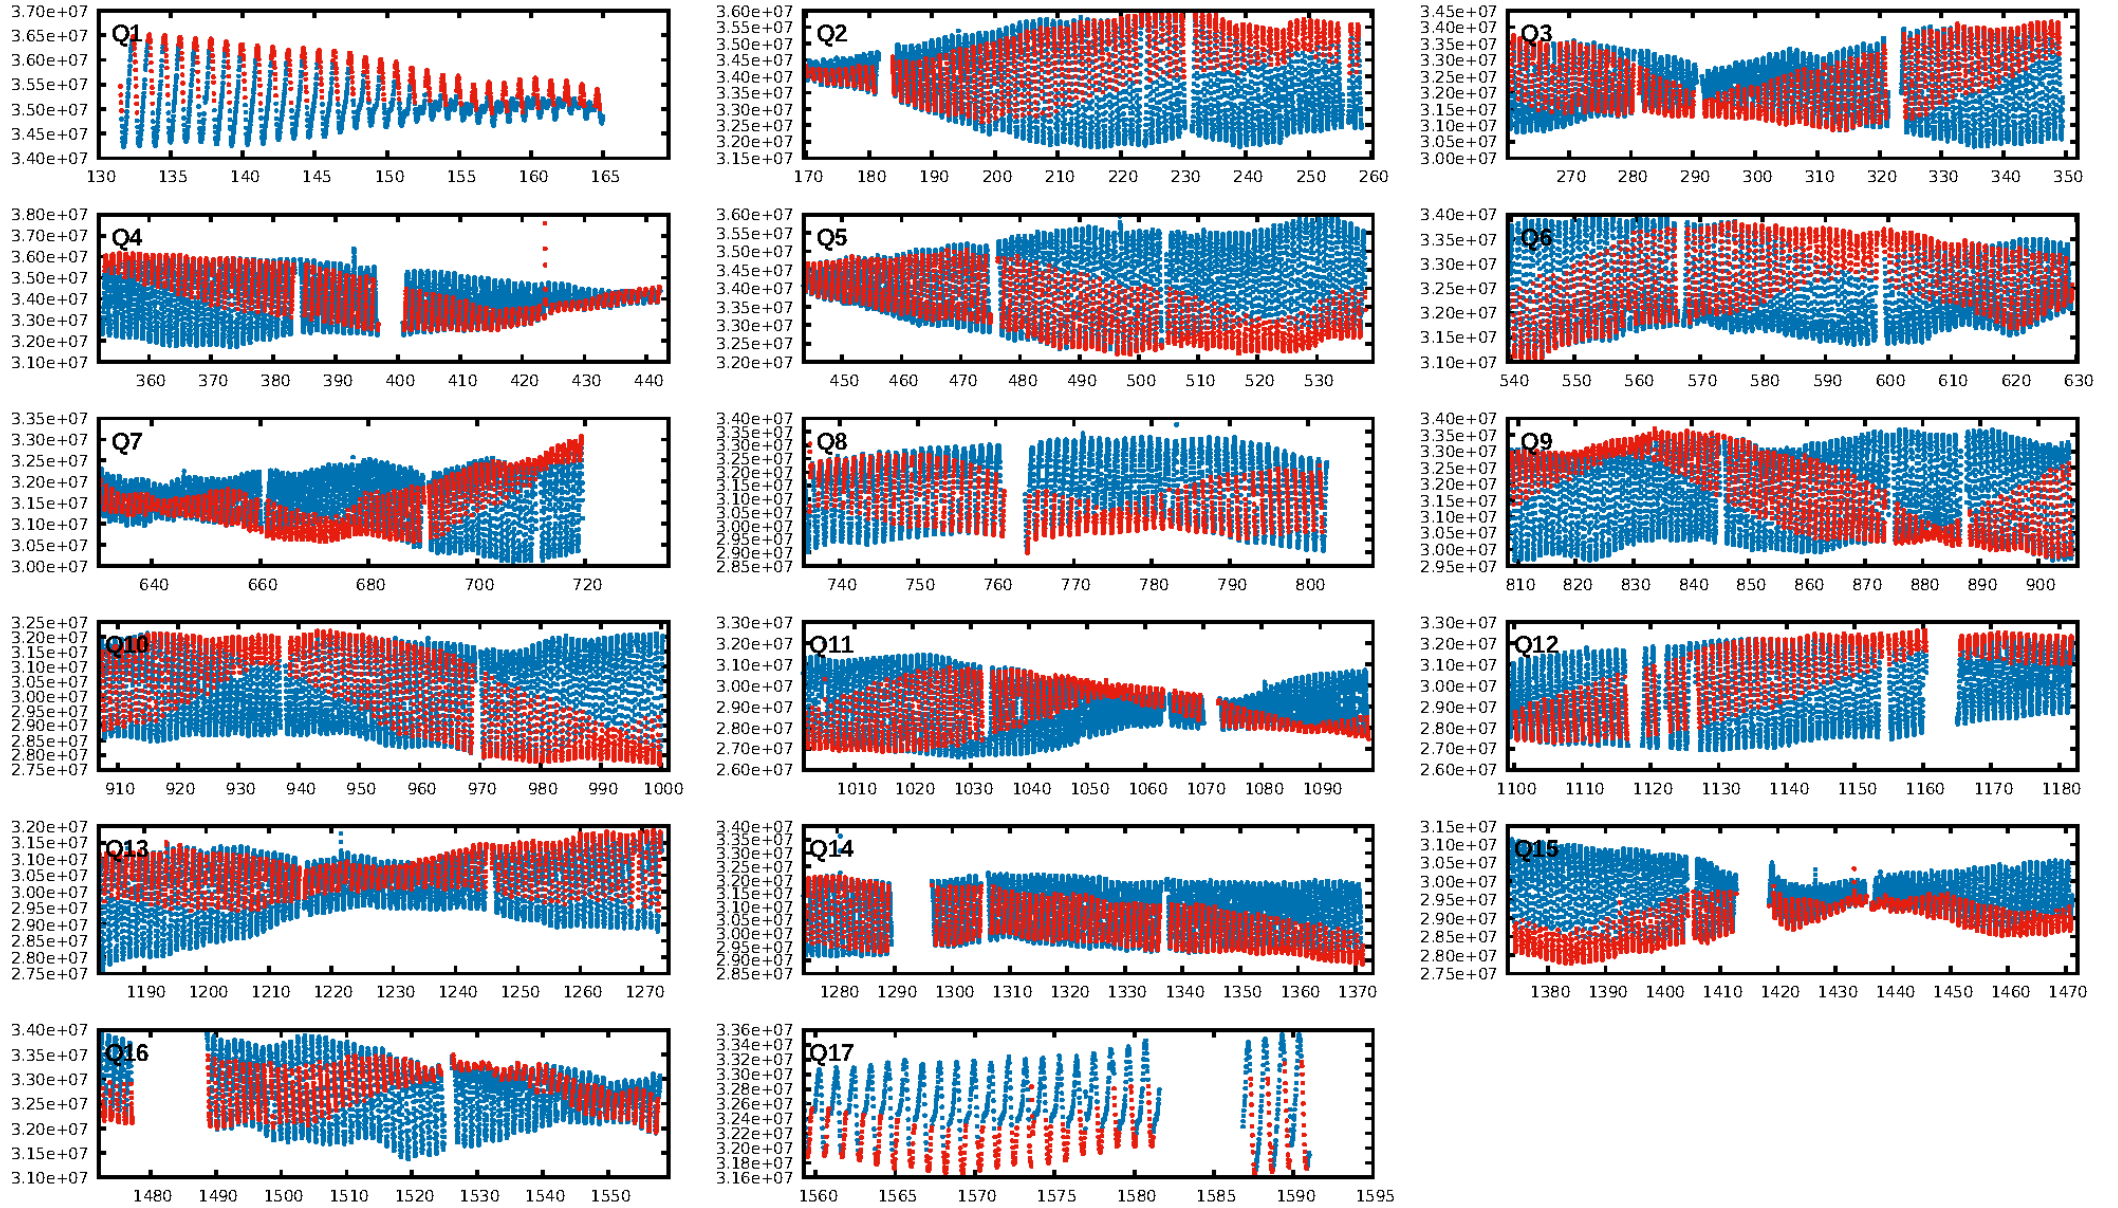 Q1
3.70e+07
3.65e+07
3.60e+07
3.55e+07
3.50e+07
3.45e+07
3.40e+07
130 135 140 145 150 155 160 165
Q2
3.60e+07
3.55e+07
3.50e+07
3.45e+07
3.40e+07
3.35e+07
3.30e+07
3.25e+07
3.20e+07
3.15e+07
170 180 190 200 210 220 230 240 250 260
Q3
3.45e+07
3.40e+07
3.35e+07
3.30e+07
3.25e+07
3.20e+07
3.15e+07
3.10e+07
3.05e+07
3.00e+07
270 280 290 300 310 320 330 340 350
Q4
3.80e+07
3.70e+07
3.60e+07
3.50e+07
3.40e+07
3.30e+07
3.20e+07
3.10e+07
360 370 380 390 400 410 420 430 440
Q5
3.60e+07
3.55e+07
3.50e+07
3.45e+07
3.40e+07
3.35e+07
3.30e+07
3.25e+07
3.20e+07
450 460 470 480 490 500 510 520 530
Q6
3.40e+07
3.35e+07
3.30e+07
3.25e+07
3.20e+07
3.15e+07
3.10e+07
540 550 560 570 580 590 600 610 620 630
Q7
3.35e+07
3.30e+07
3.25e+07
3.20e+07
3.15e+07
3.10e+07
3.05e+07
3.00e+07
640 660 680 700 720
Q8
3.40e+07
3.35e+07
3.30e+07
3.25e+07
3.20e+07
3.15e+07
3.10e+07
3.05e+07
3.00e+07
2.95e+07
2.90e+07
2.85e+07
740 750 760 770 780 790 800
Q9
3.40e+07
3.35e+07
3.30e+07
3.25e+07
3.20e+07
3.15e+07
3.10e+07
3.05e+07
3.00e+07
2.95e+07
810 820 830 840 850 860 870 880 890 900
Q10
3.25e+07
3.20e+07
3.15e+07
3.10e+07
3.05e+07
3.00e+07
2.95e+07
2.90e+07
2.85e+07
2.80e+07
2.75e+07
910 920 930 940 950 960 970 980 990 1000
Q11
3.30e+07
3.20e+07
3.10e+07
3.00e+07
2.90e+07
2.80e+07
2.70e+07
2.60e+07
1010 1020 1030 1040 1050 1060 1070 1080 1090
Q12
3.30e+07
3.20e+07
3.10e+07
3.00e+07
2.90e+07
2.80e+07
2.70e+07
2.60e+07
1100 1110 1120 1130 1140 1150 1160 1170 1180
Q13
3.20e+07
3.15e+07
3.10e+07
3.05e+07
3.00e+07
2.95e+07
2.90e+07
2.85e+07
2.80e+07
2.75e+07
1190 1200 1210 1220 1230 1240 1250 1260 1270
Q14
3.40e+07
3.35e+07
3.30e+07
3.25e+07
3.20e+07
3.15e+07
3.10e+07
3.05e+07
3.00e+07
2.95e+07
2.90e+07
2.85e+07
1280 1290 1300 1310 1320 1330 1340 1350 1360 1370
Q15
3.15e+07
3.10e+07
3.05e+07
3.00e+07
2.95e+07
2.90e+07
2.85e+07
2.80e+07
2.75e+07
1380 1390 1400 1410 1420 1430 1440 1450 1460 1470
Q16
3.40e+07
3.35e+07
3.30e+07
3.25e+07
3.20e+07
3.15e+07
3.10e+07
1480 1490 1500 1510 1520 1530 1540 1550
Q17
3.36e+07
3.34e+07
3.32e+07
3.30e+07
3.28e+07
3.26e+07
3.24e+07
3.22e+07
3.20e+07
3.18e+07
3.16e+07
1560 1565 1570 1575 1580 1585 1590 1595